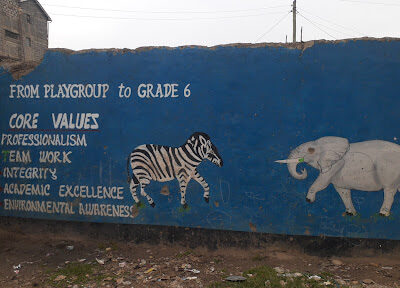 FROM PLAYGROUP to GRADE 6
CORE VALUES
PROFESSIONALISM
TEAM WORK
INTEGRITY
ACADEMIC EXCELLENCE
ENVIRONMENTAL AWARENESS